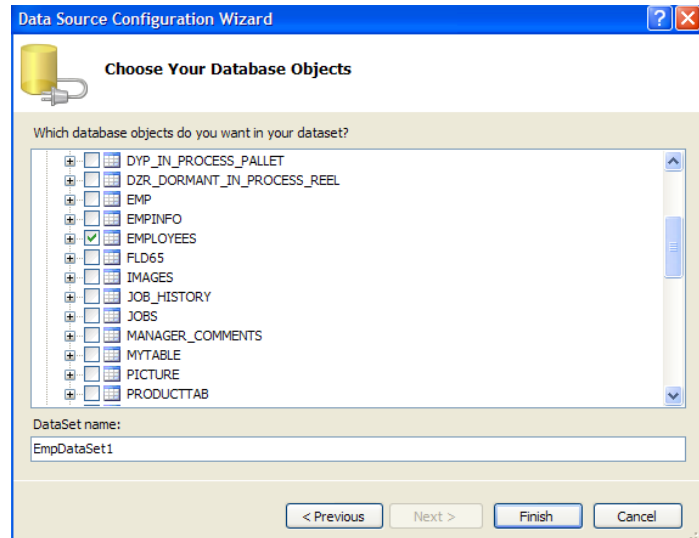 Data Source Configuration Wizard
Choose Your Database Objects
Which database objects do you want in your dataset?
DYP_IN_PROCESS_PALLET
DZR_DORMANT_IN_PROCESS_REEL
EMP
EMPINFO
EMPLOYEES
FLD65
IMAGES
JOB_HISTORY
JOBS
MANAGER_COMMENTS
MYTABLE
PICTURE
PRODUCTTAB
DataSet name:
EmpDataSet1
< Previous Next > Finish Cancel